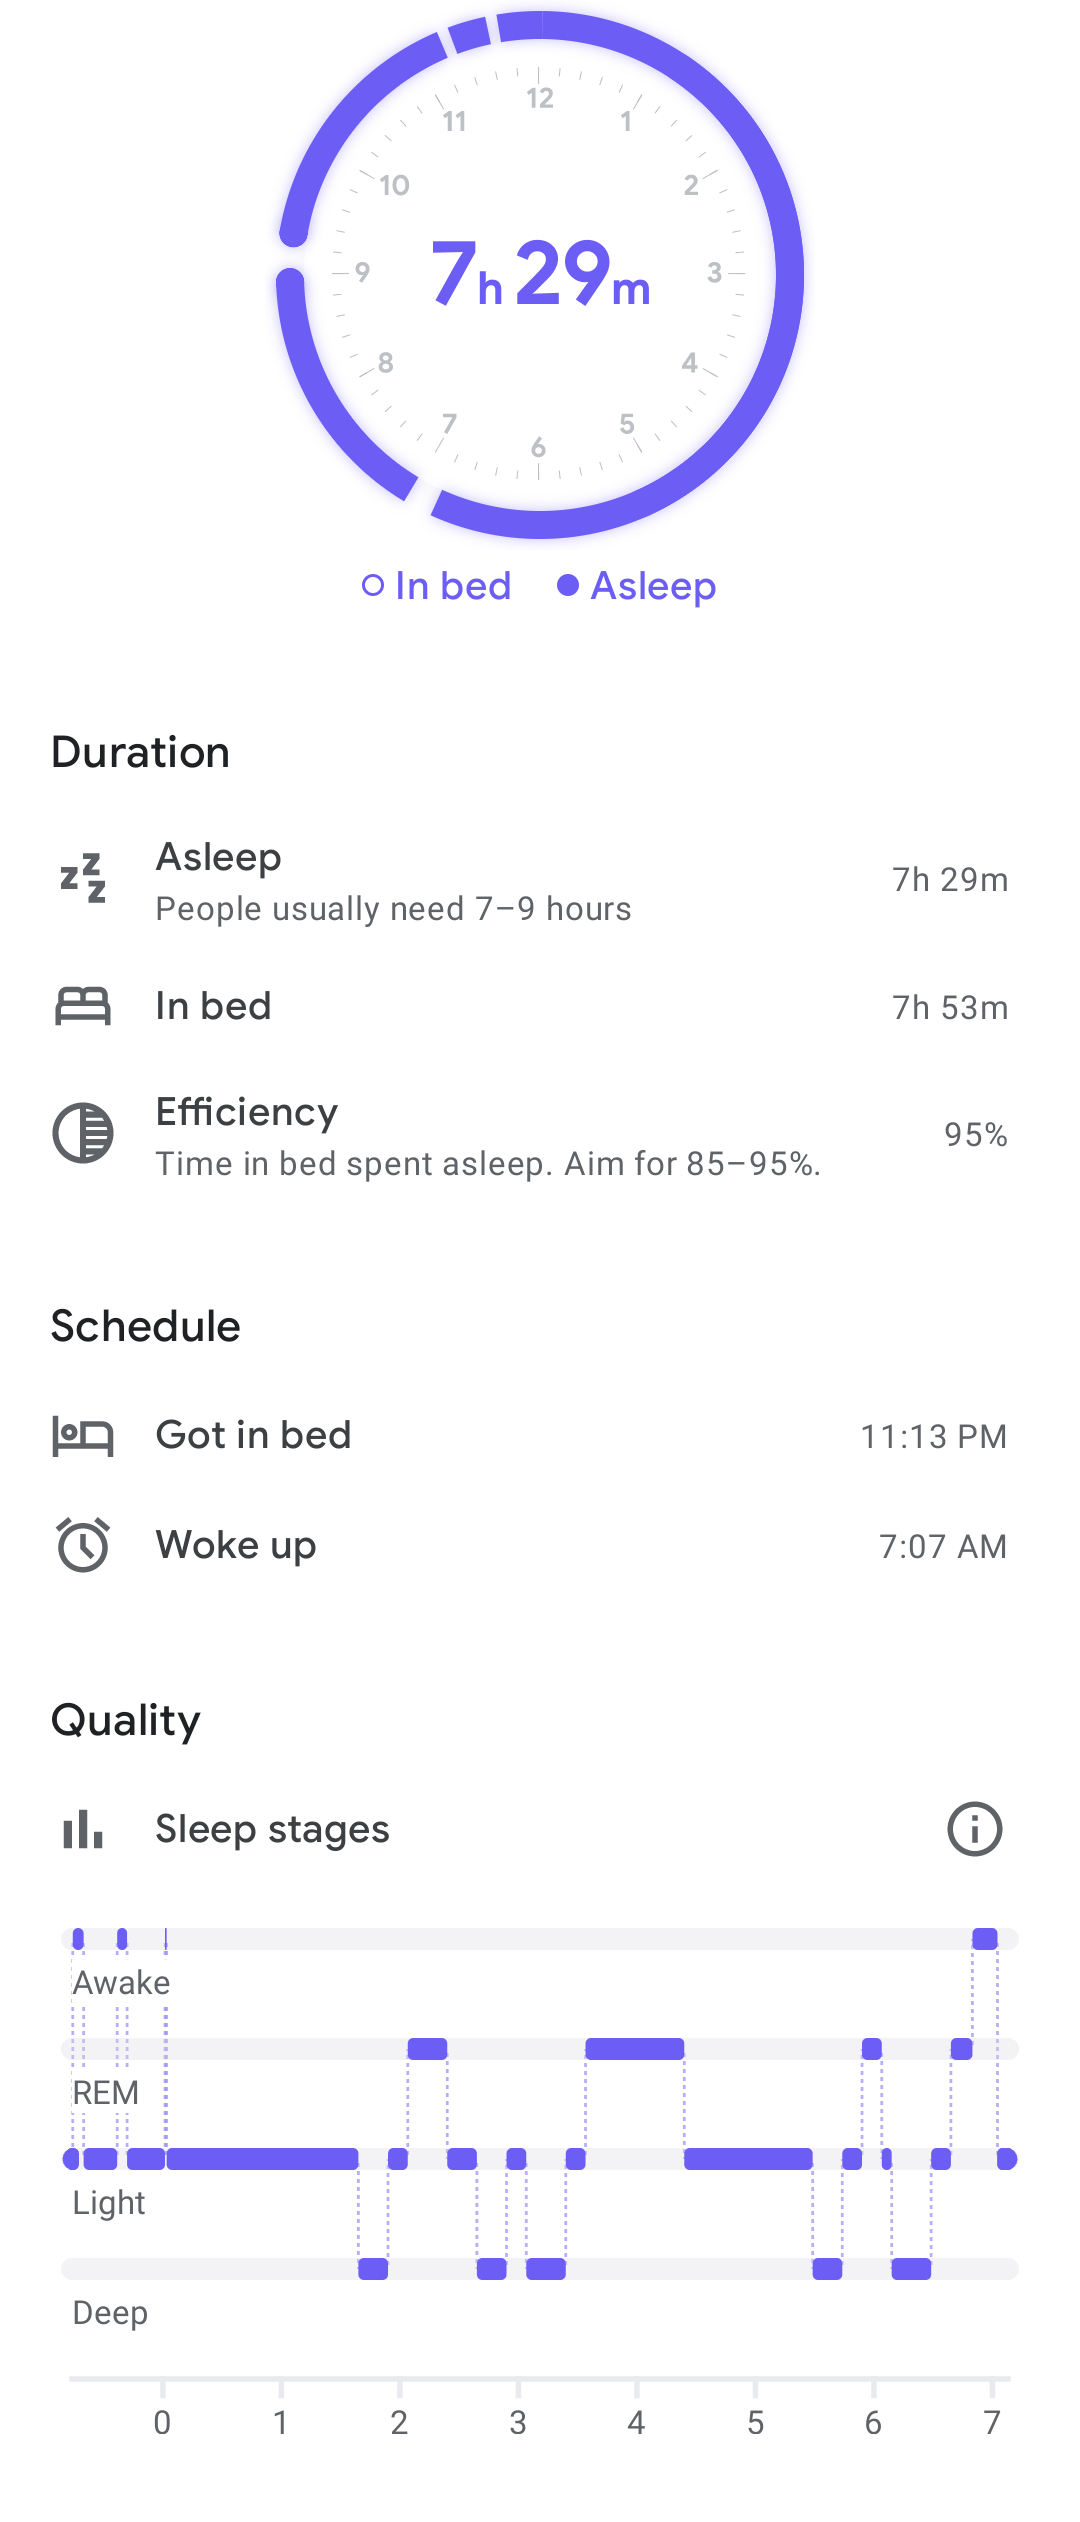 12
11
1
10
2
7h 29m
9
3
8
4
7
5
6
In bed
Asleep
Duration
Asleep
People usually need 7–9 hours
7h 29m
In bed
7h 53m
Efficiency
Time in bed spent asleep. Aim for 85–95%.
95%
Schedule
Got in bed
11:13 PM
Woke up
7:07 AM
Quality
Sleep stages
Awake
REM
Light
Deep
0 1 2 3 4 5 6 7